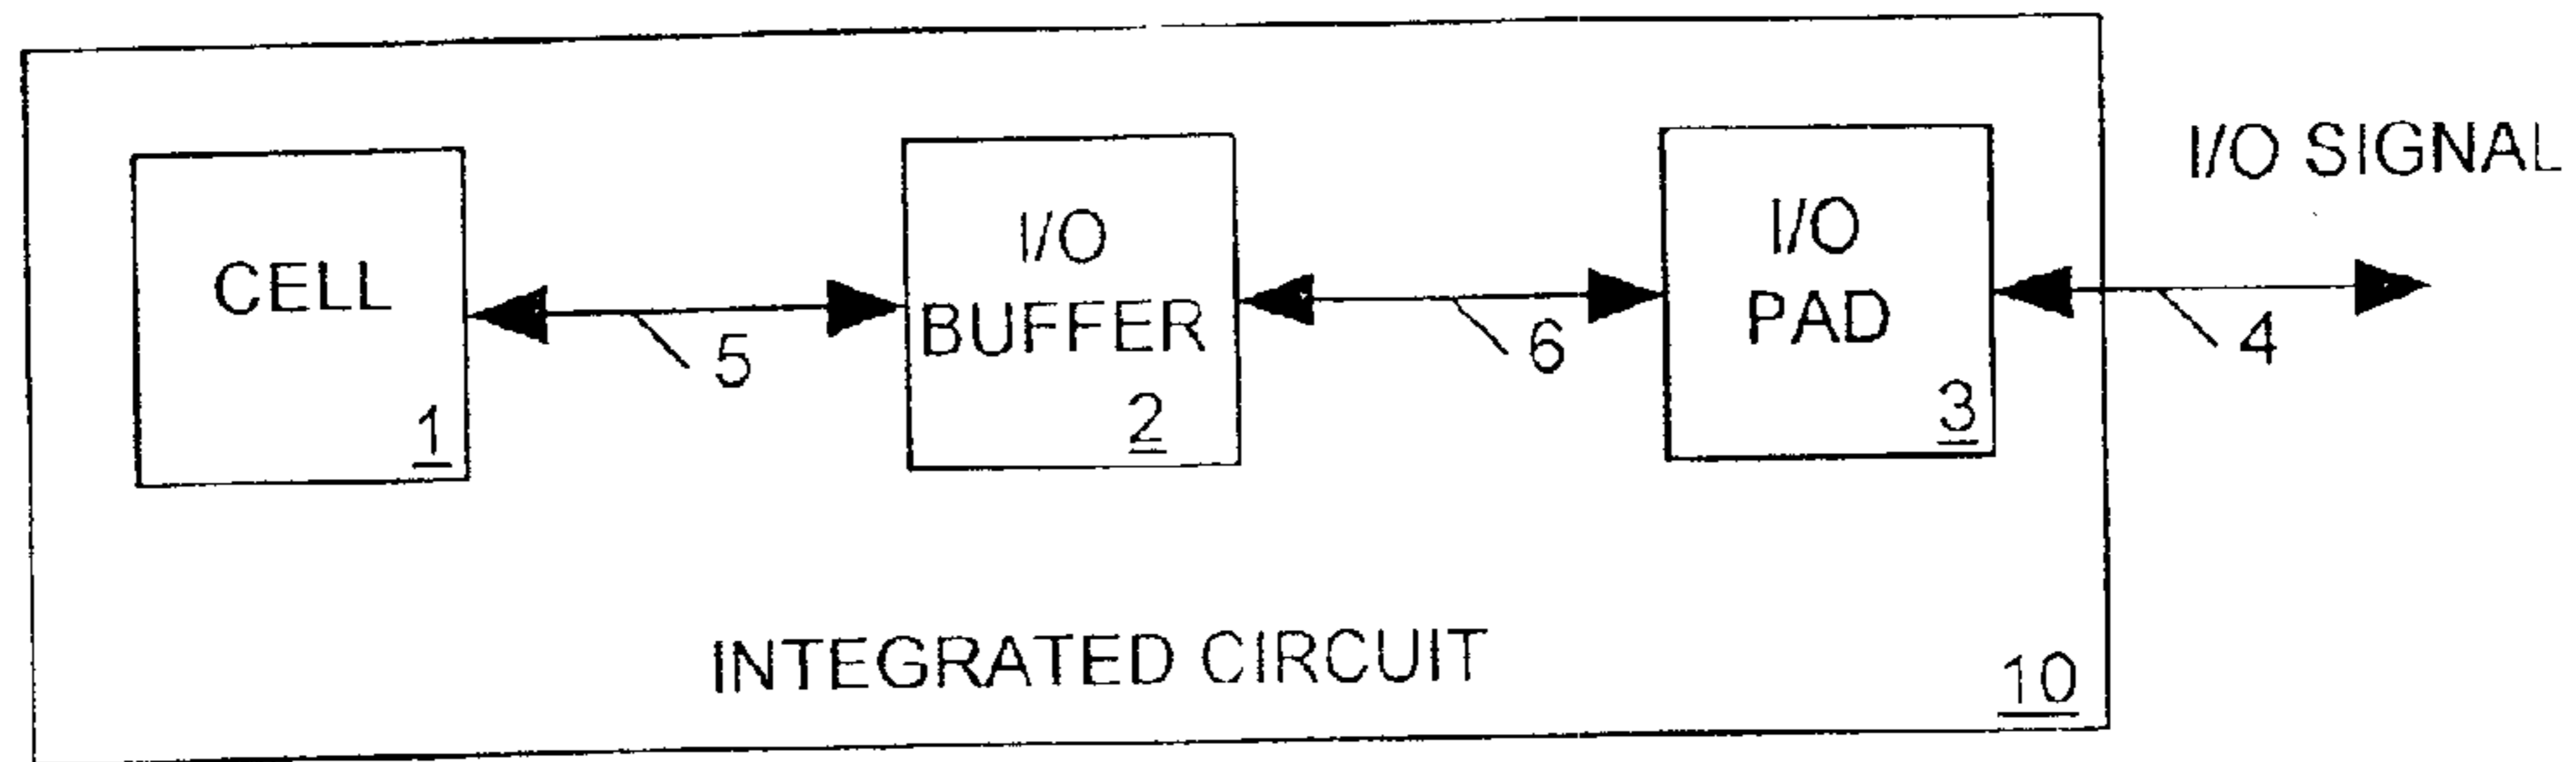 I/O SIGNAL
CELL
1
5
I/O
BUFFER
2
6
I/O
PAD
3
4
INTEGRATED CIRCUIT
10